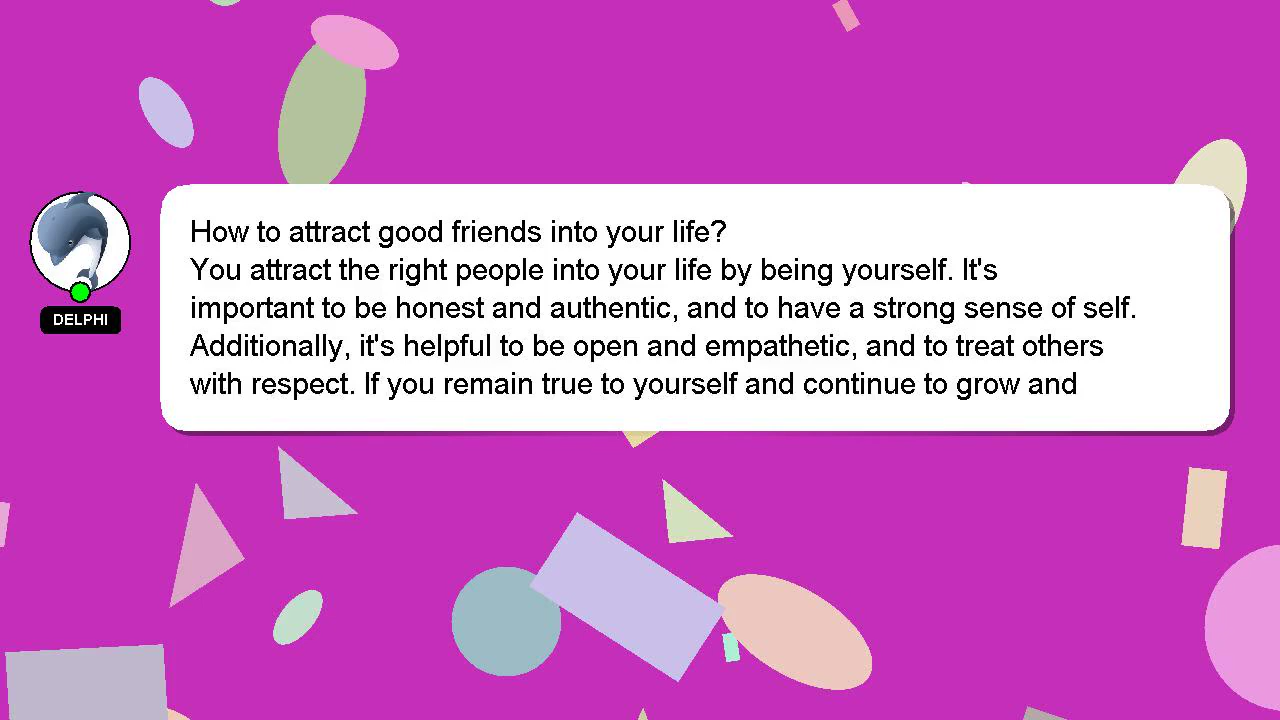 How to attract good friends into your life?
You attract the right people into your life by being yourself. It's
important to be honest and authentic, and to have a strong sense of self.
Additionally, it's helpful to be open and empathetic, and to treat others
with respect. If you remain true to yourself and continue to grow and
DELPHI